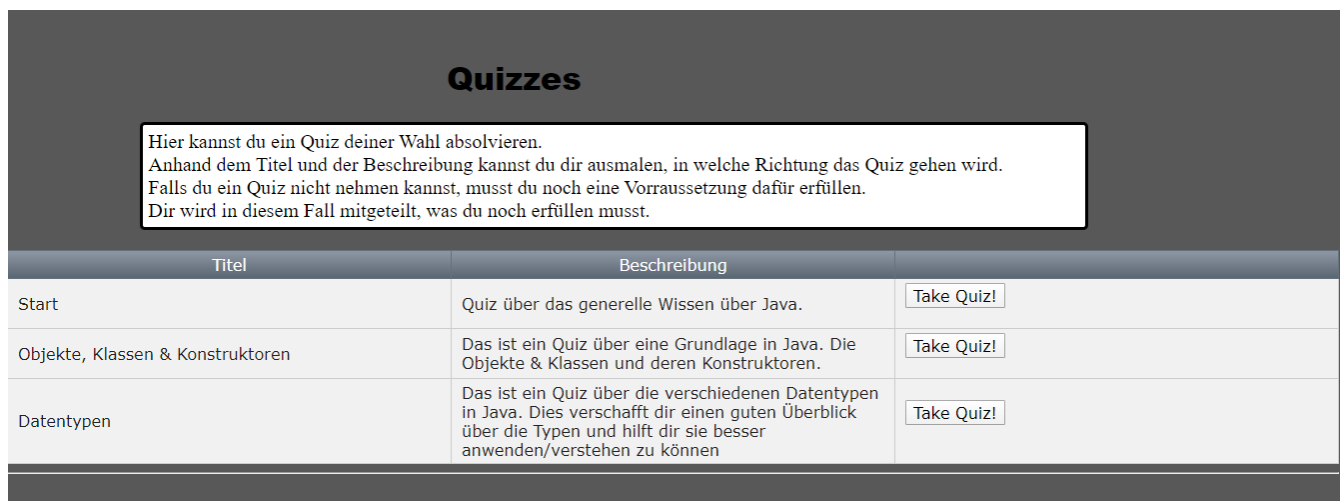 Quizzes
Hier kannst du ein Quiz deiner Wahl absolvieren.
Anhand dem Titel und der Beschreibung kannst du dir ausmalen, in welche Richtung das Quiz gehen wird.
Falls du ein Quiz nicht nehmen kannst, musst du noch eine Vorraussetzung dafür erfüllen.
Dir wird in diesem Fall mitgeteilt, was du noch erfüllen musst.
Titel Beschreibung
Start Quiz über das generelle Wissen über Java. Take Quiz!
Objekte, Klassen & Konstruktoren
Das ist ein Quiz über eine Grundlage in Java. Die
Objekte & Klassen und deren Konstruktoren.
Take Quiz!
Datentypen
Das ist ein Quiz über die verschiedenen Datentypen
in Java. Dies verschafft dir einen guten Überblick
über die Typen und hilft dir sie besser
anwenden/verstehen zu können
Take Quiz!